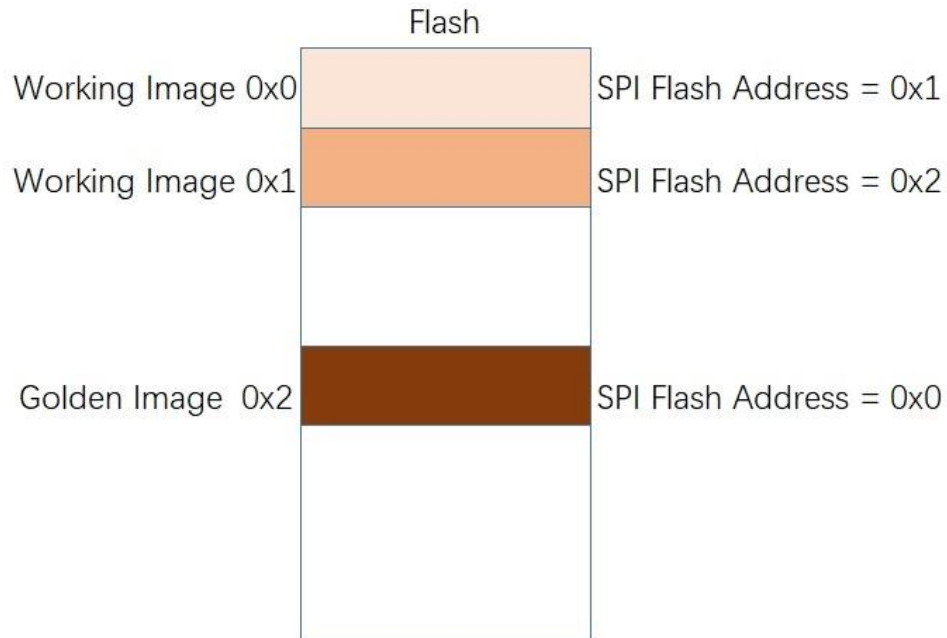 Flash
Working Image 0x0
SPI Flash Address = 0x1
Working Image 0x1
SPI Flash Address = 0x2
Golden Image 0x2
SPI Flash Address = 0x0